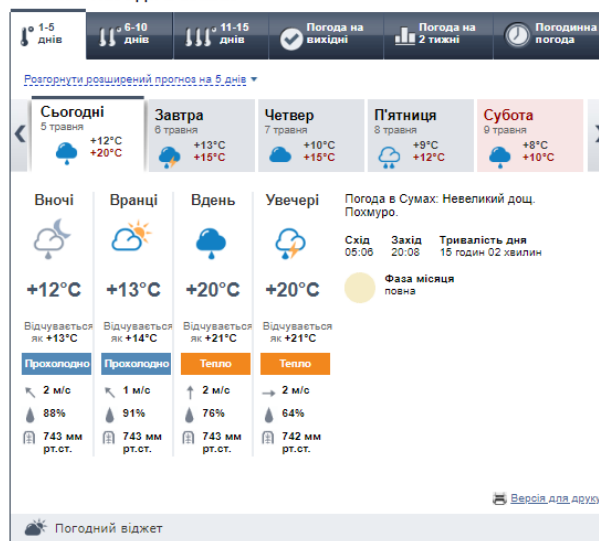 1-5 днів
6-10 днів
11-15 днів
Погода на вихідні
Погода на 2 тижні
Погодинна погода
Розгорнути розширений прогноз на 5 днів
Сьогодні
5 травня
+12°C
+20°C
Завтра
6 травня
+13°C
+15°C
Четвер
7 травня
+10°C
+15°C
П'ятниця
8 травня
+9°C
+12°C
Субота
9 травня
+8°C
+10°C
Вночі Вранці Вдень Увечері
+12°C +13°C +20°C +20°C
Відчувається як +13°C
Відчувається як +14°C
Відчувається як +21°C
Відчувається як +21°C
Прохолодно Прохолодно Тепло Тепло
2 м/с 1 м/с 2 м/с 2 м/с
88% 91% 76% 64%
743 мм рт.ст.
743 мм рт.ст.
743 мм рт.ст.
742 мм рт.ст.
Погода в Сумах: Невеликий дощ.
Похмуро.
Схід Захід Тривалість дня
05:06 20:08 15 годин 02 хвилин
Фаза місяця
повна
Версія для друку
Погодний віджет